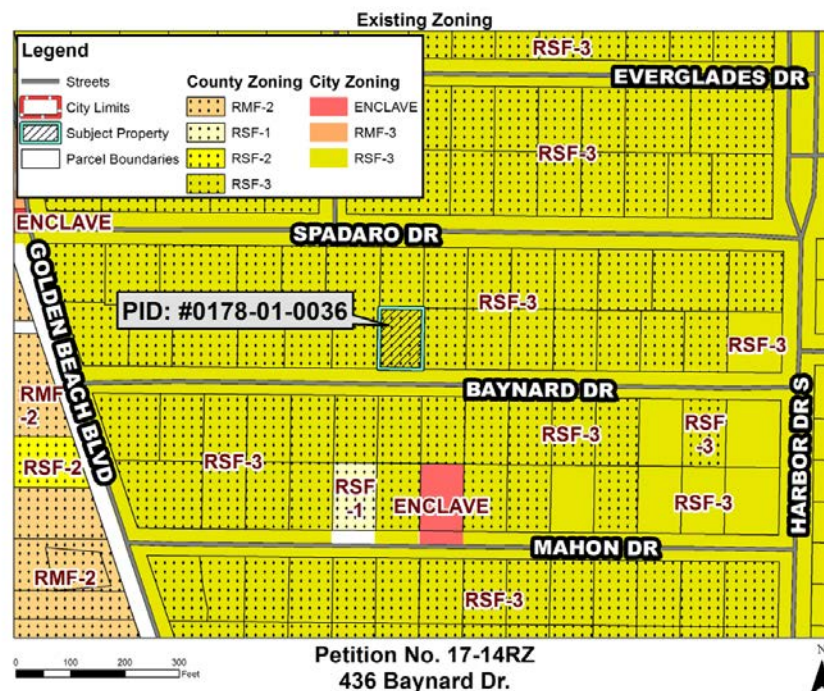 Existing Zoning
Legend
Streets
City Limits
Subject Property
Parcel Boundaries
County Zoning
RMF-2
RSF-1
RSF-2
RSF-3
City Zoning
ENCLAVE
RMF-3
RSF-3
RSF-3
EVERGLADES DR
RSF-3
ENCLAVE
SPADARO DR
GOLDEN BEACH BLVD
PID: #0178-01-0036
RSF-3
RSF-3
BAYNARD DR
HARBOR DR S
RMF
-2
RSF-2
RSF-3
RSF-3
RSF
-3
RSF
-1
ENCLAVE
RSF-3
MAHON DR
RMF-2
RSF-3
0 100 200 300
Feet
Petition No. 17-14RZ
436 Baynard Dr.
N